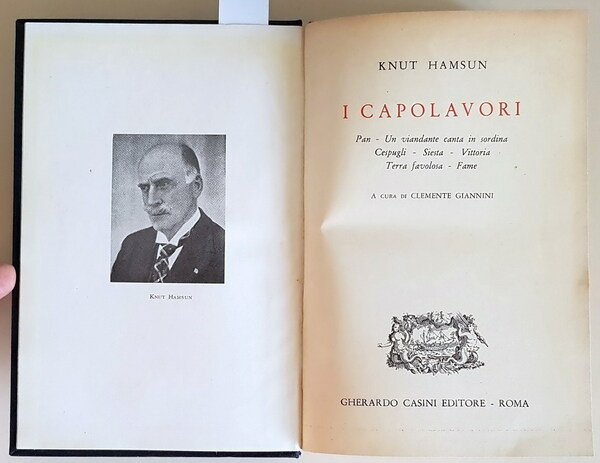 Knut Hamsun
KNUT HAMSUN
I CAPOLAVORI
Pan - Un viandante canta in sordina
Cespugli - Siesta - Vittoria
Terra favolosa - Fame
A CURA DI CLEMENTE GIANNINI
GHERARDO CASINI EDITORE - ROMA